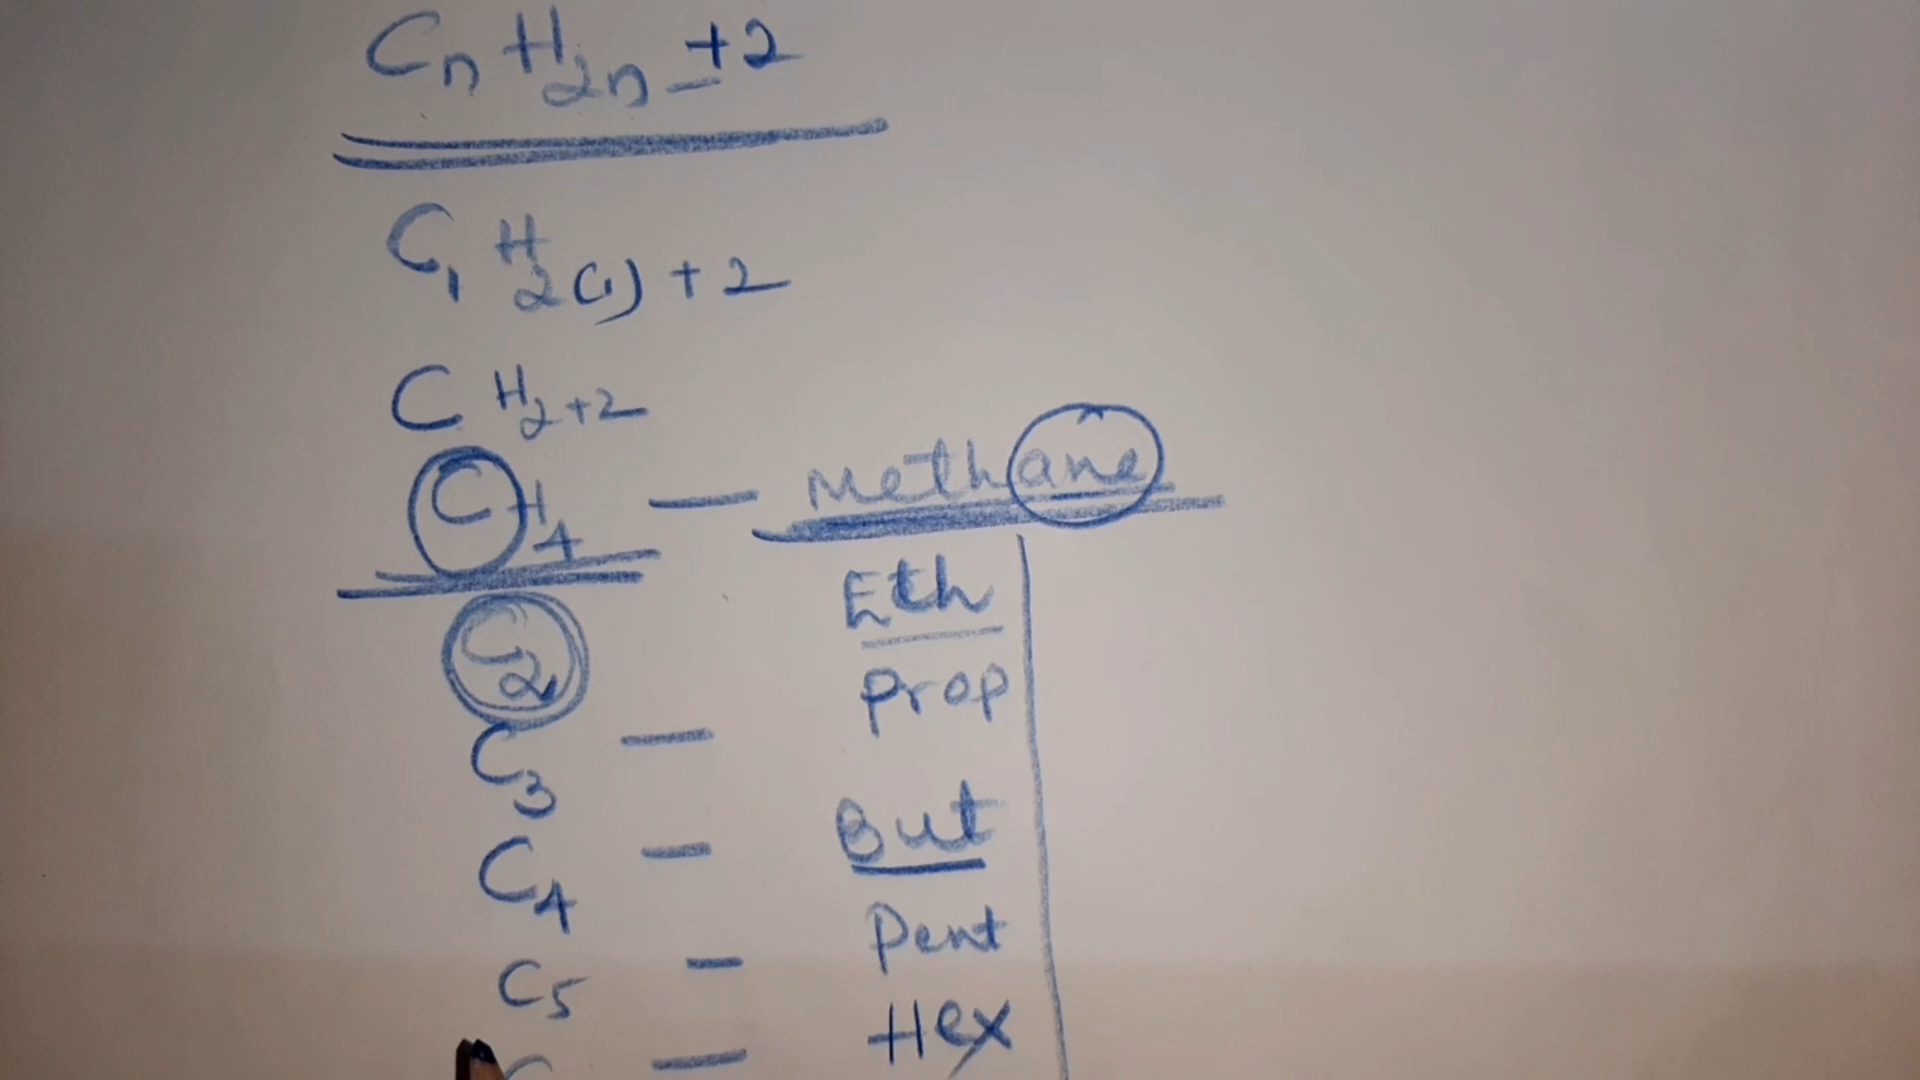 CnH2n+2
C1H2(1)+2
CH2+2
CH4 — Methane
C2 Eth
C3 — Prop
C4 — But
C5 — Pent
C — Hex